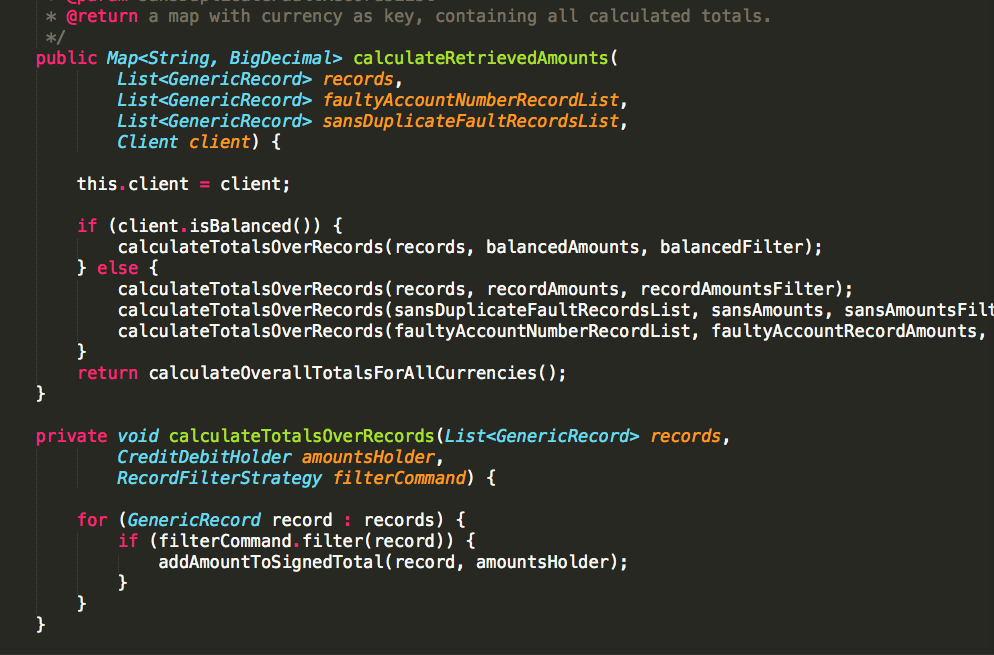 * @return a map with currency as key, containing all calculated totals.
*/
public Map<String, BigDecimal> calculateRetrievedAmounts(
List<GenericRecord> records,
List<GenericRecord> faultyAccountNumberRecordList,
List<GenericRecord> sansDuplicateFaultRecordsList,
Client client) {
this.client = client;
if (client.isBalanced()) {
calculateTotalsOverRecords(records, balancedAmounts, balancedFilter);
} else {
calculateTotalsOverRecords(records, recordAmounts, recordAmountsFilter);
calculateTotalsOverRecords(sansDuplicateFaultRecordsList, sansAmounts, sansAmountsFilt
calculateTotalsOverRecords(faultyAccountNumberRecordList, faultyAccountRecordAmounts,
}
return calculateOverallTotalsForAllCurrencies();
}
private void calculateTotalsOverRecords(List<GenericRecord> records,
CreditDebitHolder amountsHolder,
RecordFilterStrategy filterCommand) {
for (GenericRecord record : records) {
if (filterCommand.filter(record)) {
addAmountToSignedTotal(record, amountsHolder);
}
}
}